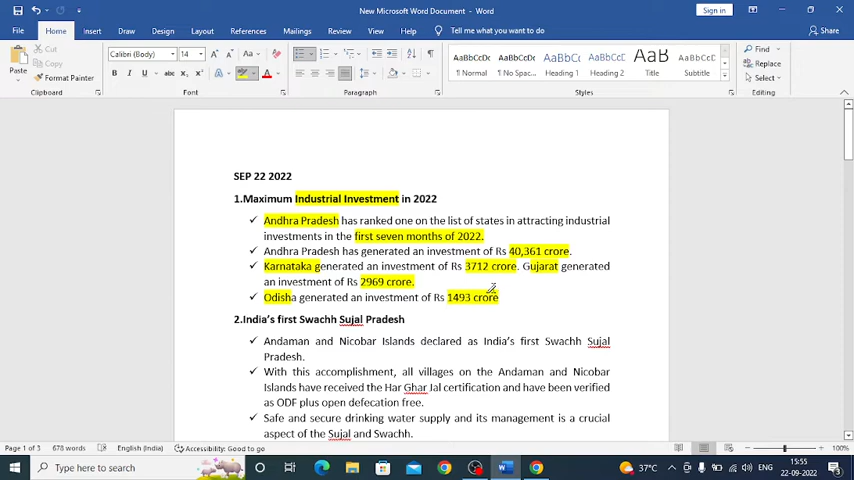 New Microsoft Word Document - Word
Sign in
File Home Insert Draw Design Layout References Mailings Review View Help Tell me what you want to do Share
Paste
Cut
Copy
Format Painter
Calibri (Body) 14
AaBbCcDc AaBbCcDc AaBbC AaBbCcC AaB AaBbCcD
¶ Normal ¶ No Spac... Heading 1 Heading 2 Title Subtitle
Find
Replace
Select
Clipboard Font Paragraph Styles Editing
SEP 22 2022
1.Maximum Industrial Investment in 2022
✓ Andhra Pradesh has ranked one on the list of states in attracting industrial
investments in the first seven months of 2022.
✓ Andhra Pradesh has generated an investment of Rs 40,361 crore.
✓ Karnataka generated an investment of Rs 3712 crore. Gujarat generated
an investment of Rs 2969 crore.
✓ Odisha generated an investment of Rs 1493 crore
2.India's first Swachh Sujal Pradesh
✓ Andaman and Nicobar Islands declared as India's first Swachh Sujal
Pradesh.
✓ With this accomplishment, all villages on the Andaman and Nicobar
Islands have received the Har Ghar Jal certification and have been verified
as ODF plus open defecation free.
✓ Safe and secure drinking water supply and its management is a crucial
aspect of the Sujal and Swachh.
Page 1 of 3 678 words English (India) Accessibility: Good to go 100%
Type here to search
37°C ENG 15:55
22-09-2022